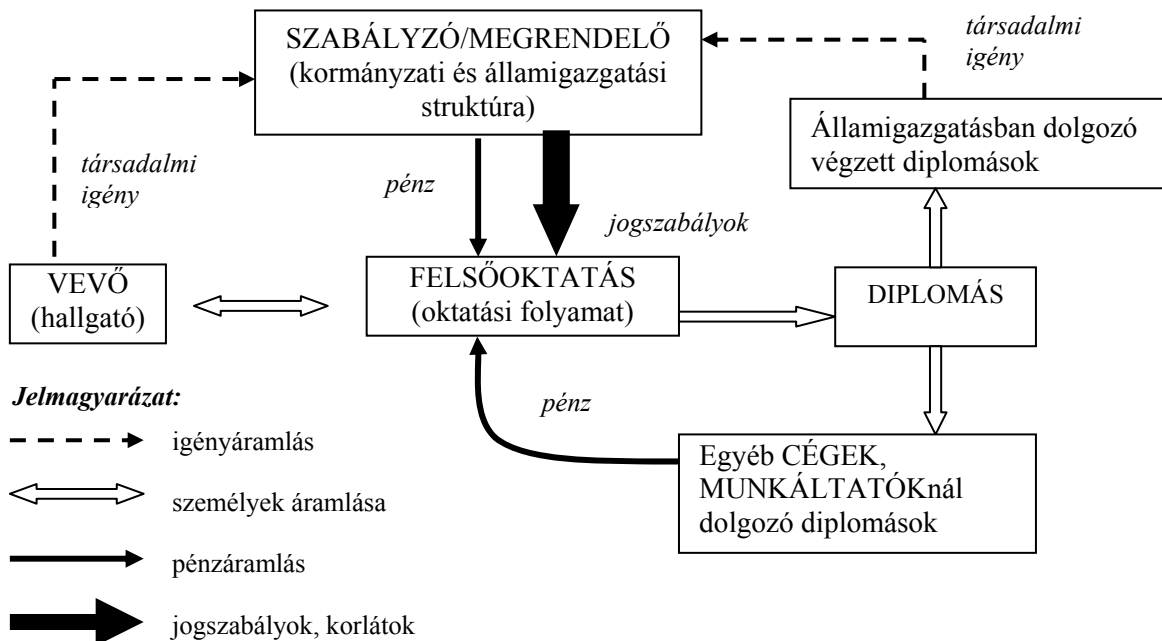 SZABÁLYZÓ/MEGRENDELŐ
(kormányzati és államigazgatási
struktúra)
társadalmi
igény
Államigazgatásban dolgozó
végzett diplomások
társadalmi
igény
pénz
jogszabályok
VEVŐ
(hallgató)
FELSŐOKTATÁS
(oktatási folyamat)
DIPLOMÁS
Jelmagyarázat:
igényáramlás
személyek áramlása
pénzáramlás
jogszabályok, korlátok
pénz
Egyéb CÉGEK,
MUNKÁLTATÓKnál
dolgozó diplomások